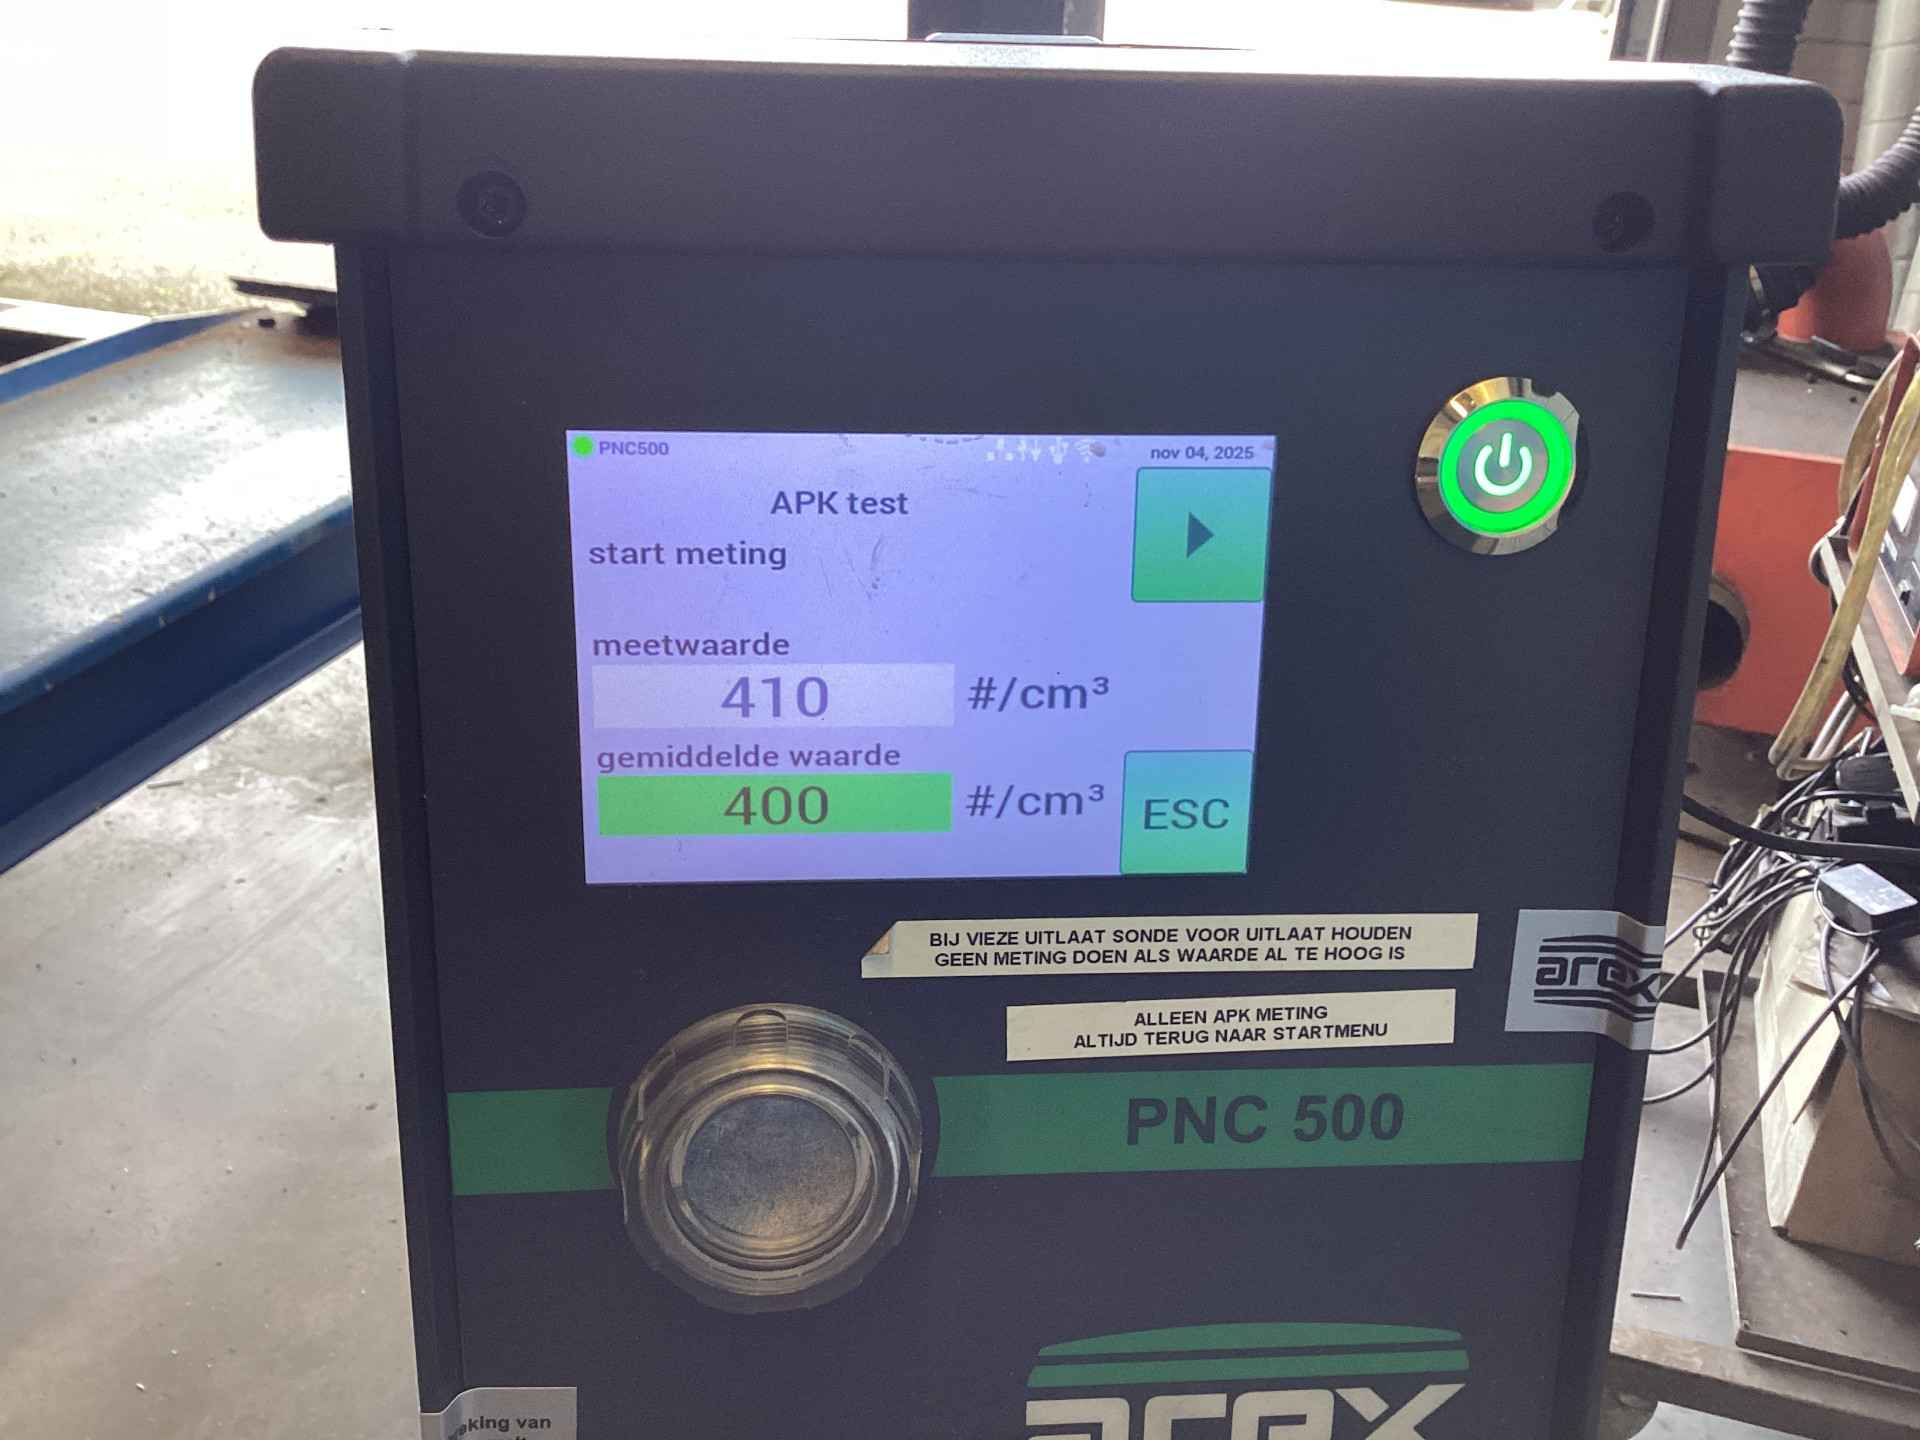 PNC500
nov 04, 2025
APK test
start meting
meetwaarde
410 #/cm³
gemiddelde waarde
400 #/cm³
ESC
BIJ VIEZE UITLAAT SONDE VOOR UITLAAT HOUDEN
GEEN METING DOEN ALS WAARDE AL TE HOOG IS
arex
ALLEEN APK METING
ALTIJD TERUG NAAR STARTMENU
PNC 500
arex
van